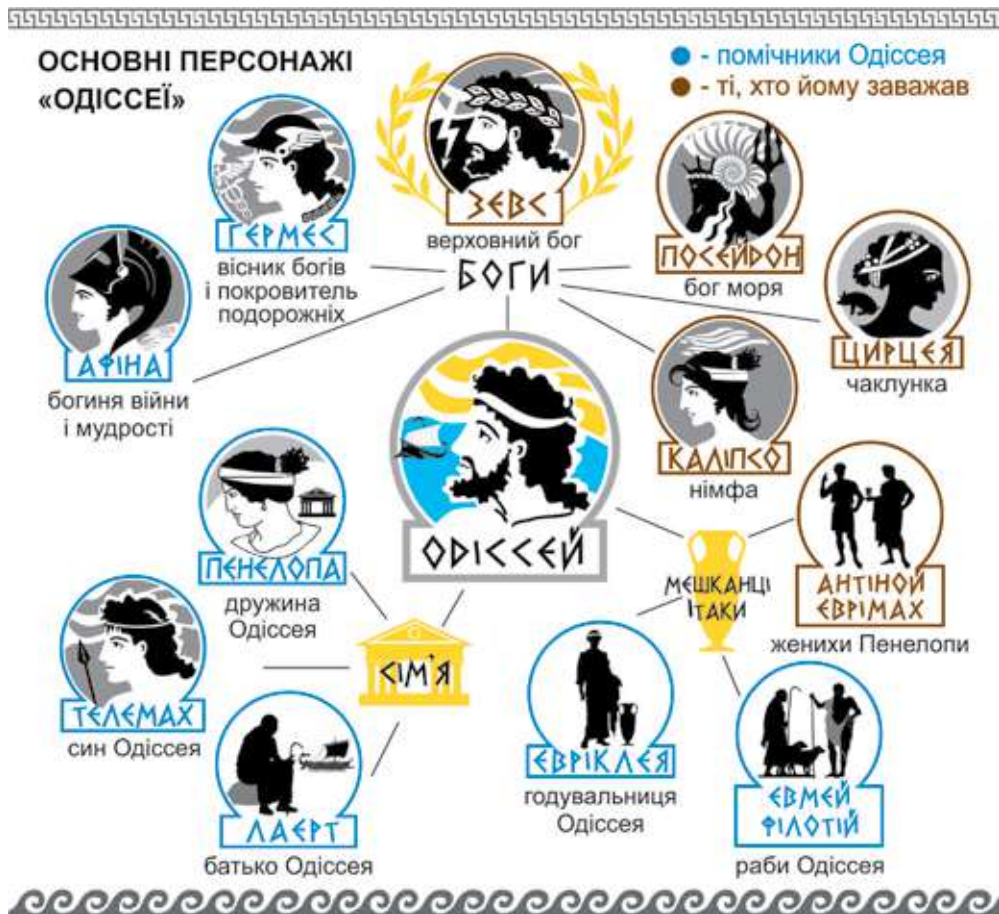 ОСНОВНІ ПЕРСОНАЖІ
«ОДІССЕЇ»
- помічники Одіссея
- ті, хто йому заважав
ГЕРМЕС
вісник богів
і покровитель
подорожніх
ЗЕВС
верховний бог
БОГИ
ПОСЕЙДОН
бог моря
АФІНА
богиня війни
і мудрості
ЦИРЦЕЯ
чаклунка
КАЛІПСО
німфа
ОДІССЕЙ
ПЕНЕЛОПА
дружина
Одіссея
МЕШКАНЦІ
ІТАКИ
АНТІНОЙ
ЕВРІМАХ
женихи Пенелопи
СІМ'Я
ТЕЛЕМАХ
син Одіссея
ЛАЕРТ
батько Одіссея
ЕВРІКЛЕЯ
годувальниця
Одіссея
ЕВМЕЙ
ФІЛОТІЙ
раби Одіссея